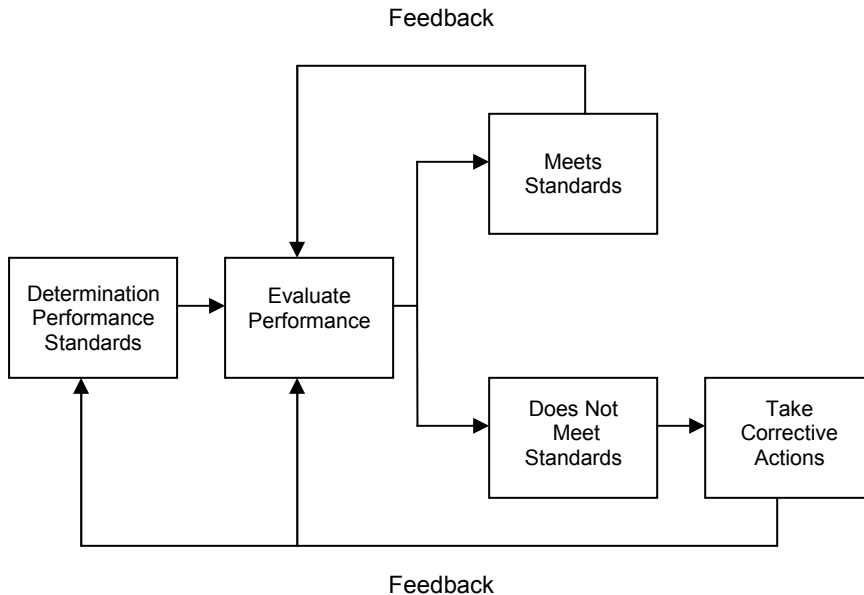 Feedback
Meets
Standards
Determination
Performance
Standards
Evaluate
Performance
Does Not
Meet
Standards
Take
Corrective
Actions
Feedback